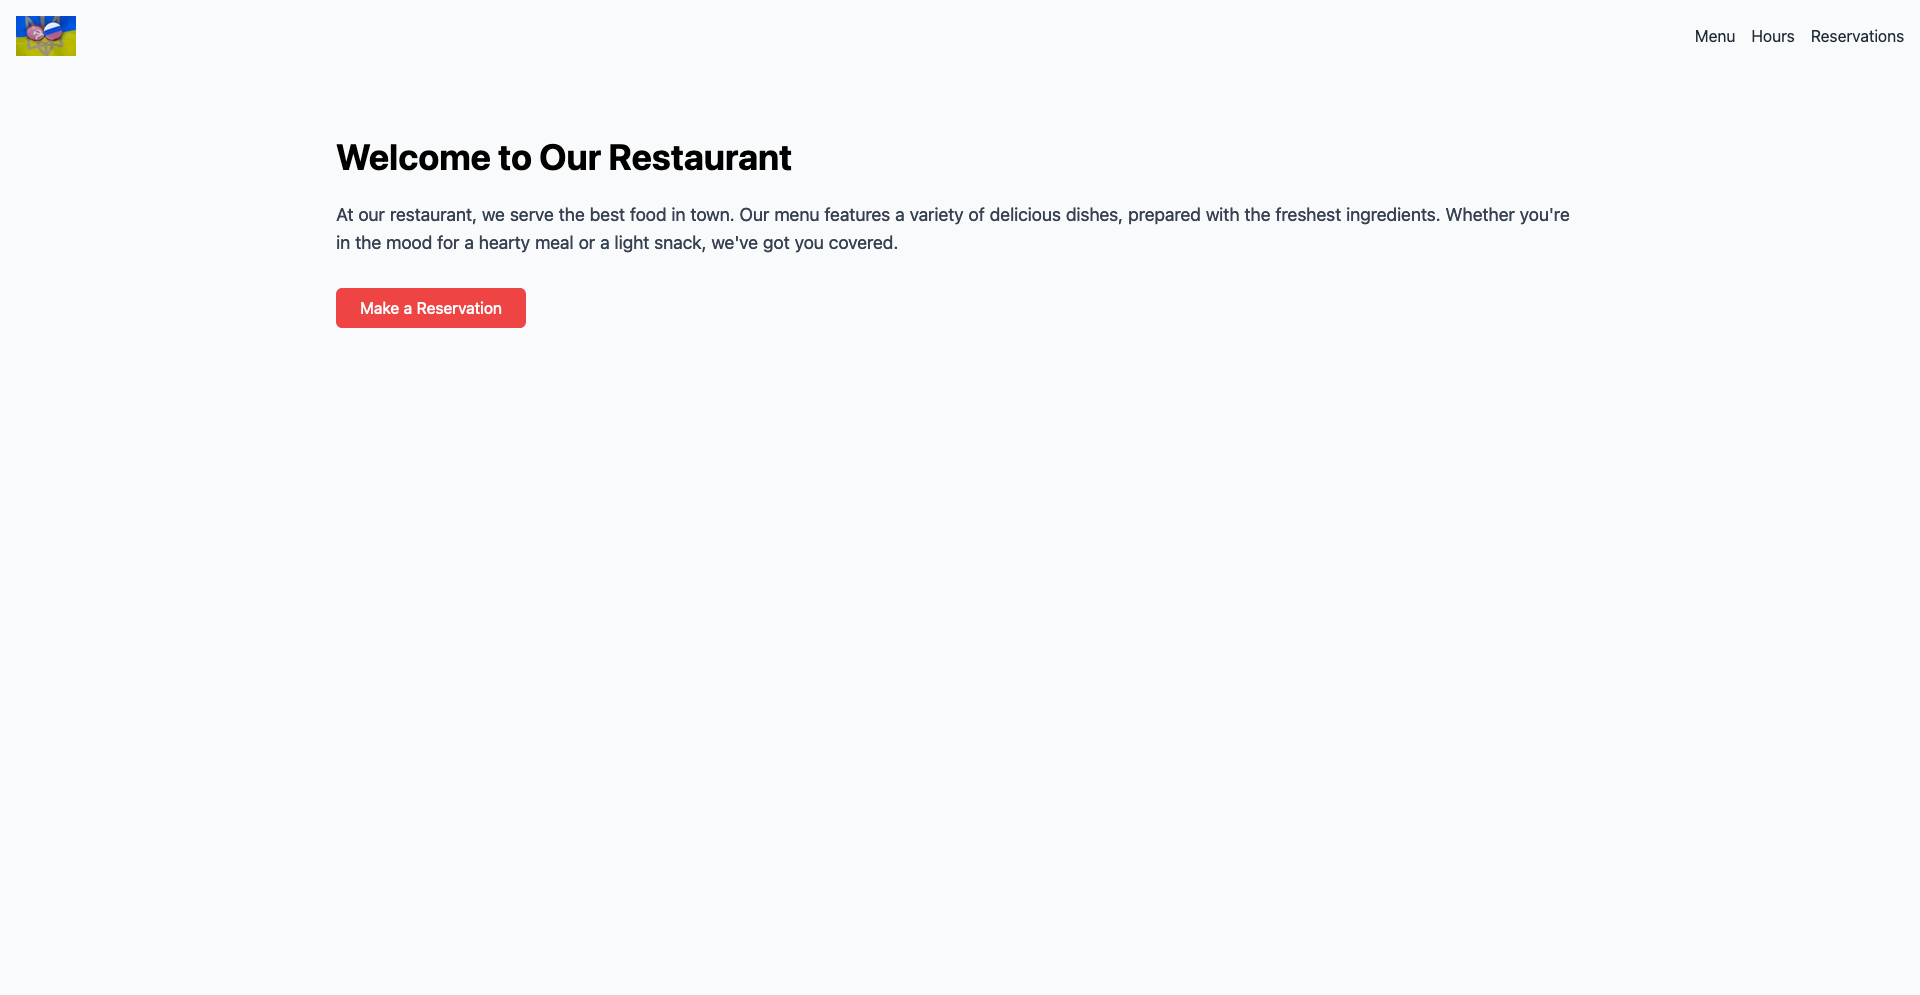 Menu Hours Reservations
Welcome to Our Restaurant
At our restaurant, we serve the best food in town. Our menu features a variety of delicious dishes, prepared with the freshest ingredients. Whether you're
in the mood for a hearty meal or a light snack, we've got you covered.
Make a Reservation